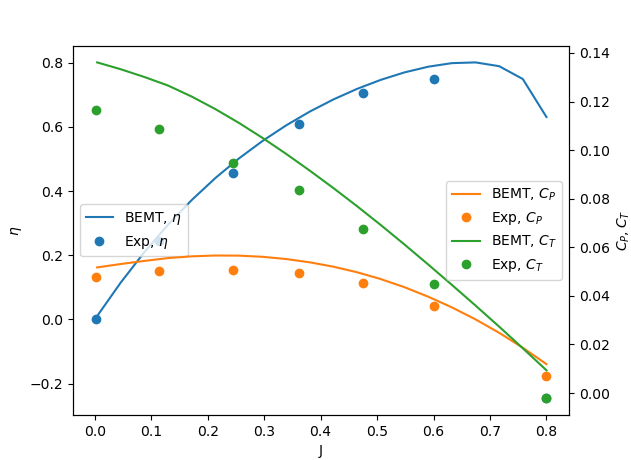 0.8
0.6
0.4
0.2
0.0
−0.2
η
0.14
0.12
0.10
0.08
0.06
0.04
0.02
0.00
C_P, C_T
BEMT, η
Exp, η
BEMT, C_P
Exp, C_P
BEMT, C_T
Exp, C_T
0.0 0.1 0.2 0.3 0.4 0.5 0.6 0.7 0.8
J